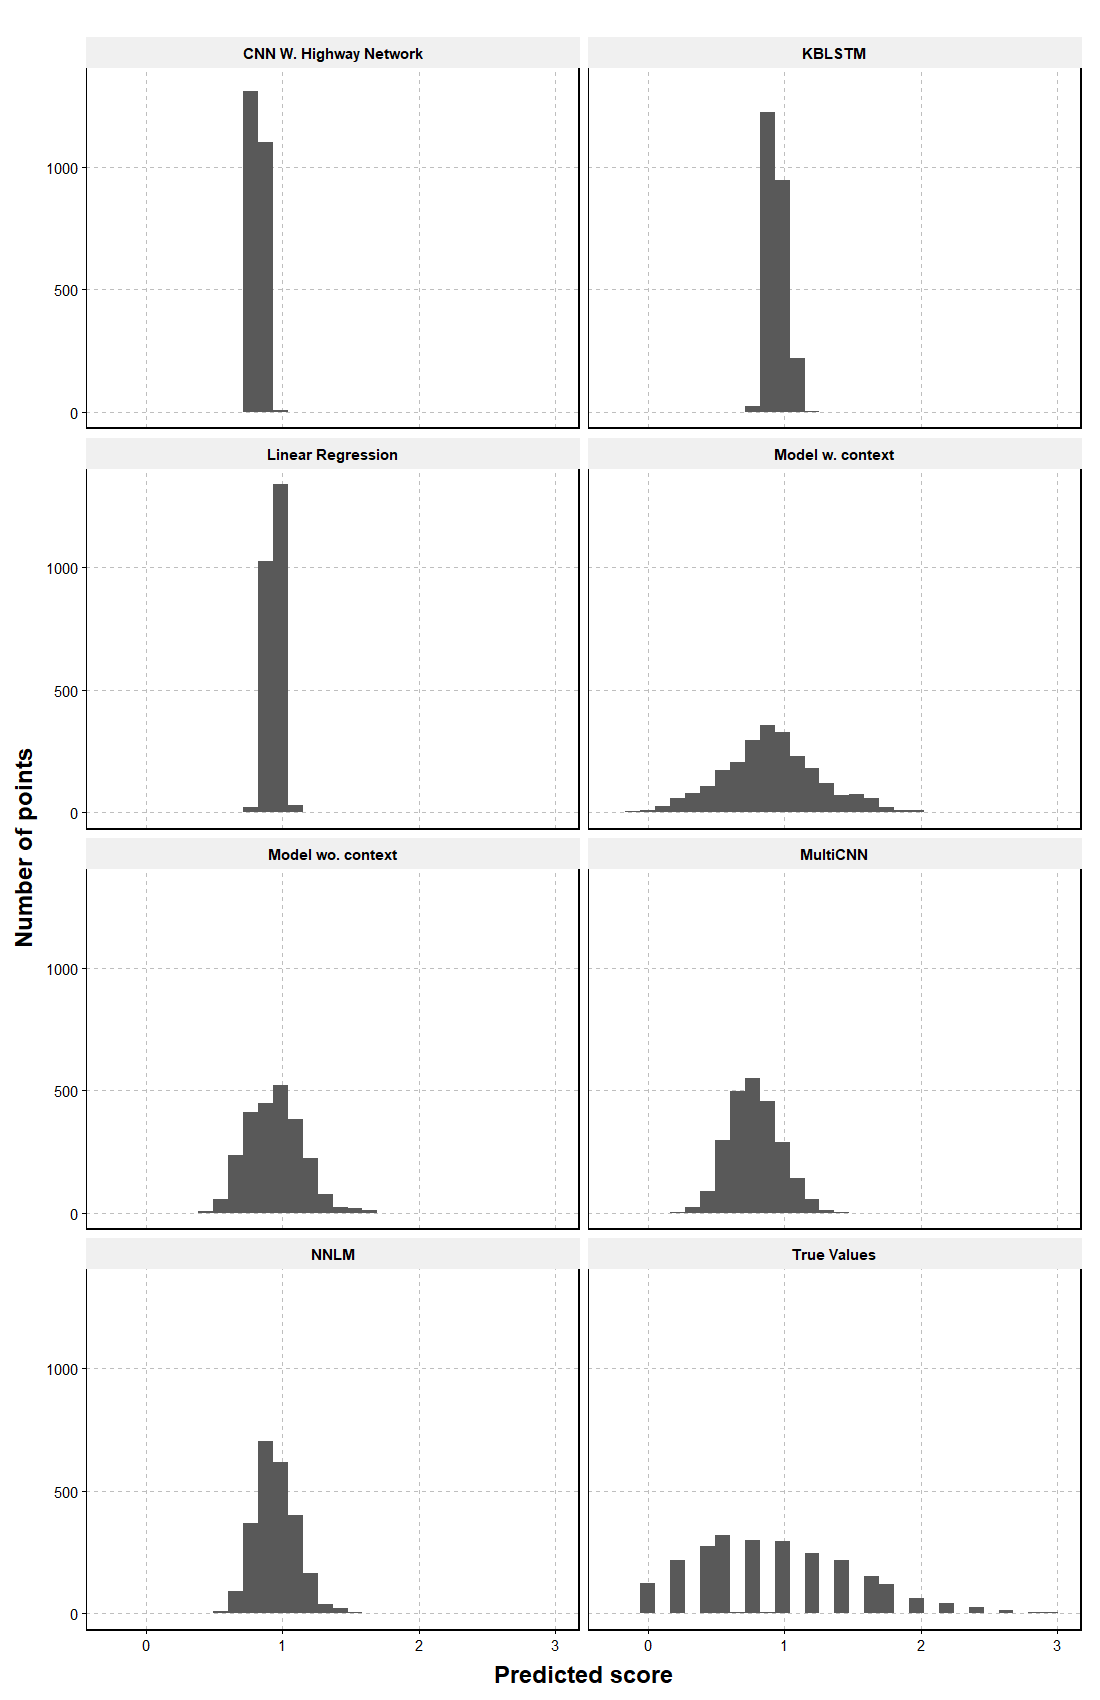 CNN W. Highway Network
KBLSTM
1000
500
0
Linear Regression
Model w. context
1000
500
0
Number of points
Model wo. context
MultiCNN
1000
500
0
NNLM
True Values
1000
500
0
0 1 2 3 0 1 2 3
Predicted score